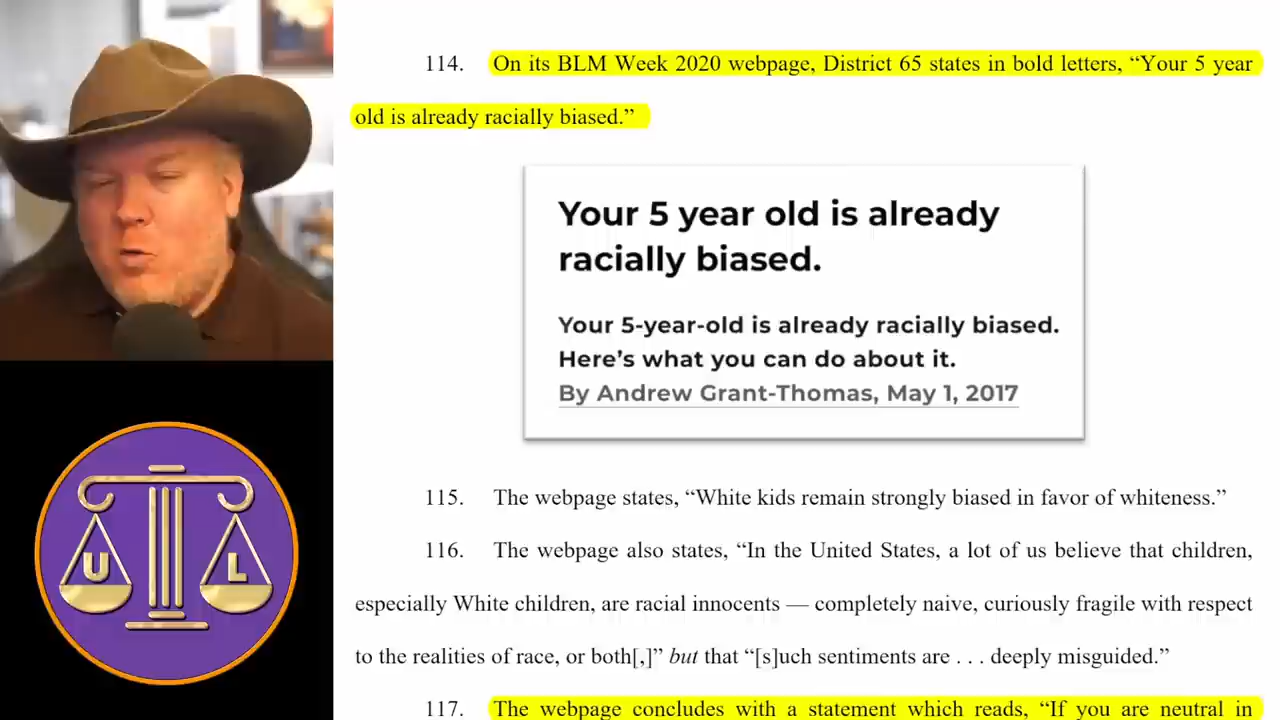 114. On its BLM Week 2020 webpage, District 65 states in bold letters, “Your 5 year
old is already racially biased.”
Your 5 year old is already
racially biased.
Your 5-year-old is already racially biased.
Here’s what you can do about it.
By Andrew Grant-Thomas, May 1, 2017
115. The webpage states, “White kids remain strongly biased in favor of whiteness.”
116. The webpage also states, “In the United States, a lot of us believe that children,
especially White children, are racial innocents — completely naive, curiously fragile with respect
to the realities of race, or both[,]” but that “[s]uch sentiments are . . . deeply misguided.”
117. The webpage concludes with a statement which reads, “If you are neutral in
U L